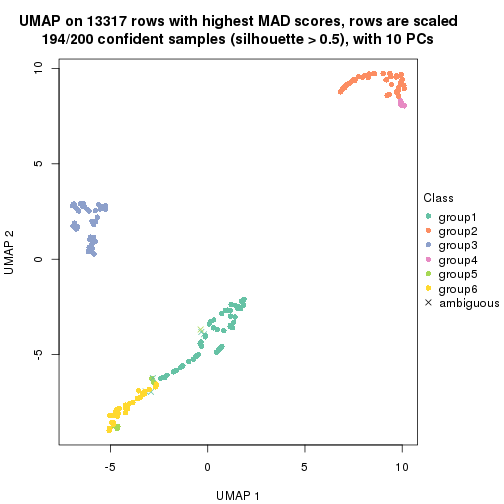 UMAP on 13317 rows with highest MAD scores, rows are scaled
194/200 confident samples (silhouette > 0.5), with 10 PCs
10
5
0
-5
UMAP 2
-5
0
5
10
UMAP 1
Class
group1
group2
group3
group4
group5
group6
ambiguous